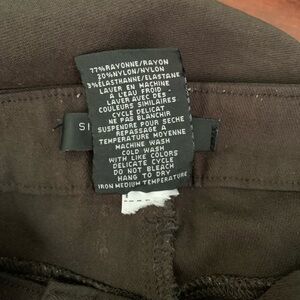 77%RAYONNE/RAYON
20%NYLON/NYLON
3%ELASTHANNE/ELASTANE
LAVER EN MACHINE
A L'EAU FROID
LAVER AVEC DES
COULEURS SIMILAIRES
CYCLE DELICAT
NE PAS BLANCHIR
SUSPENDRE POUR SECHE
REPASSAGE A
TEMPERATURE MOYENNE
MACHINE WASH
COLD WASH
WITH LIKE COLORS
DELICATE CYCLE
DO NOT BLEACH
HANG TO DRY
IRON MEDIUM TEMPERATURE